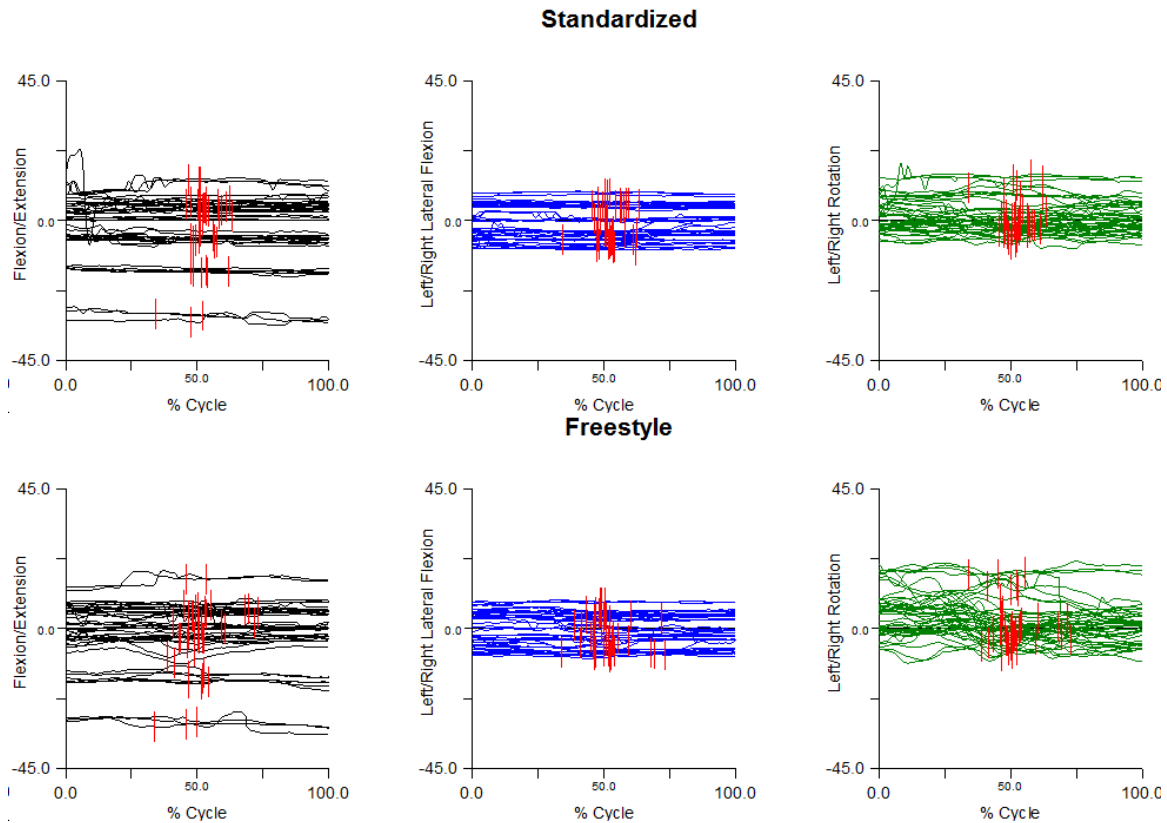 Standardized
45.0 45.0 45.0
Flexion/Extension Left/Right Lateral Flexion Left/Right Rotation
0.0 0.0 0.0
-45.0 -45.0 -45.0
0.0 50.0 100.0 0.0 50.0 100.0 0.0 50.0 100.0
% Cycle % Cycle % Cycle
Freestyle
45.0 45.0 45.0
Flexion/Extension Left/Right Lateral Flexion Left/Right Rotation
0.0 0.0 0.0
-45.0 -45.0 -45.0
0.0 50.0 100.0 0.0 50.0 100.0 0.0 50.0 100.0
% Cycle % Cycle % Cycle